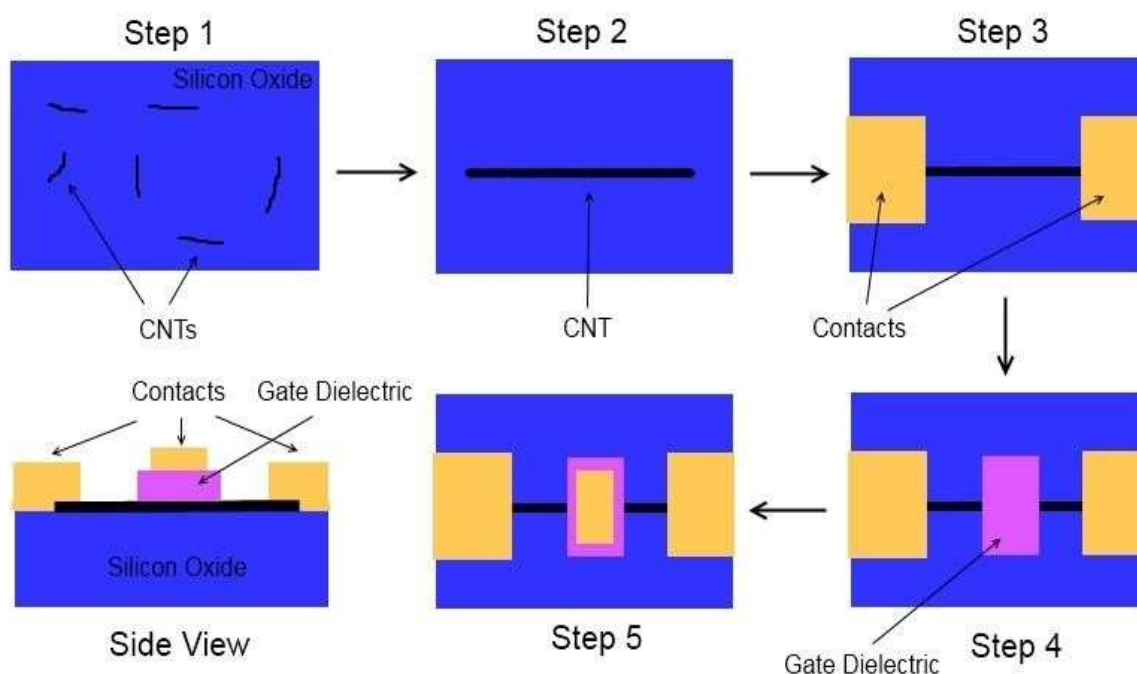 Step 1
Step 2
Step 3
Silicon Oxide
CNTs
CNT
Contacts
Contacts
Gate Dielectric
Silicon Oxide
Side View
Step 5
Step 4
Gate Dielectric